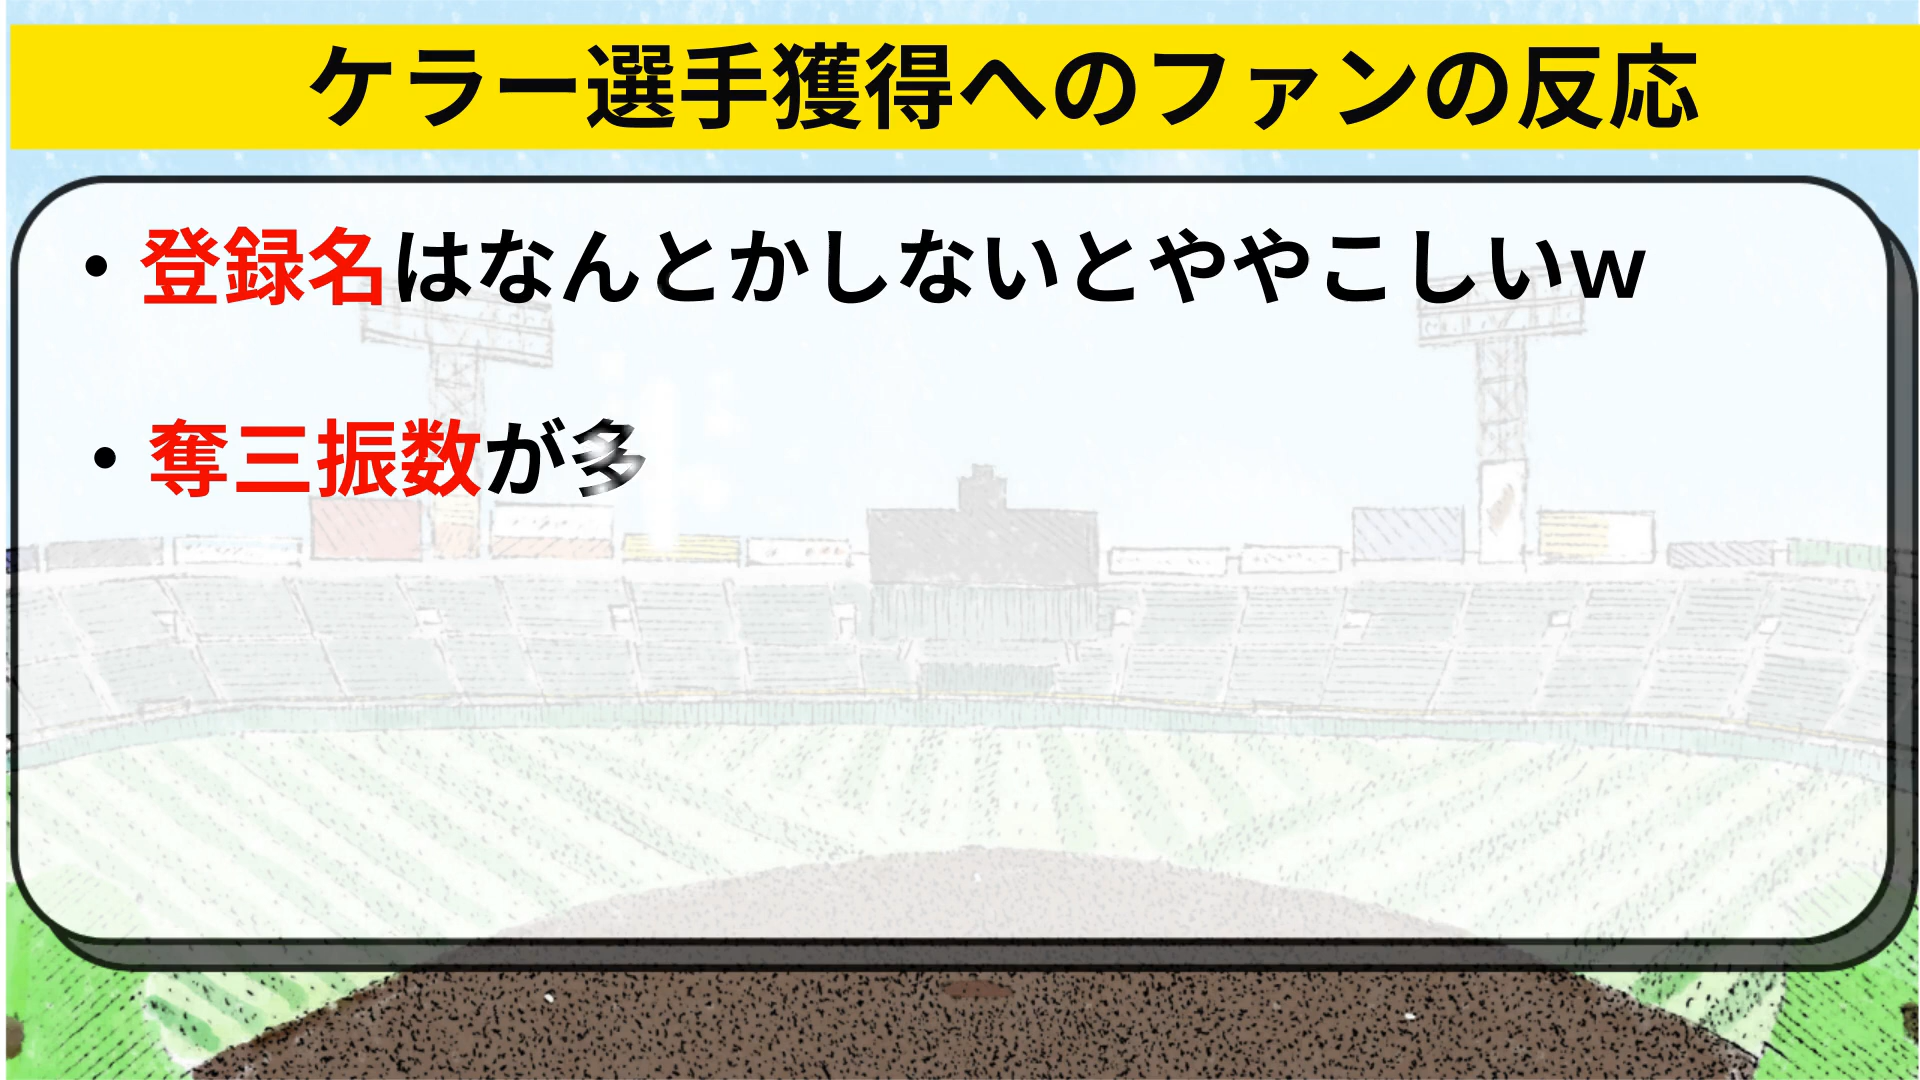 ケラー選手獲得へのファンの反応
・登録名はなんとかしないとややこしいw
・奪三振数が多